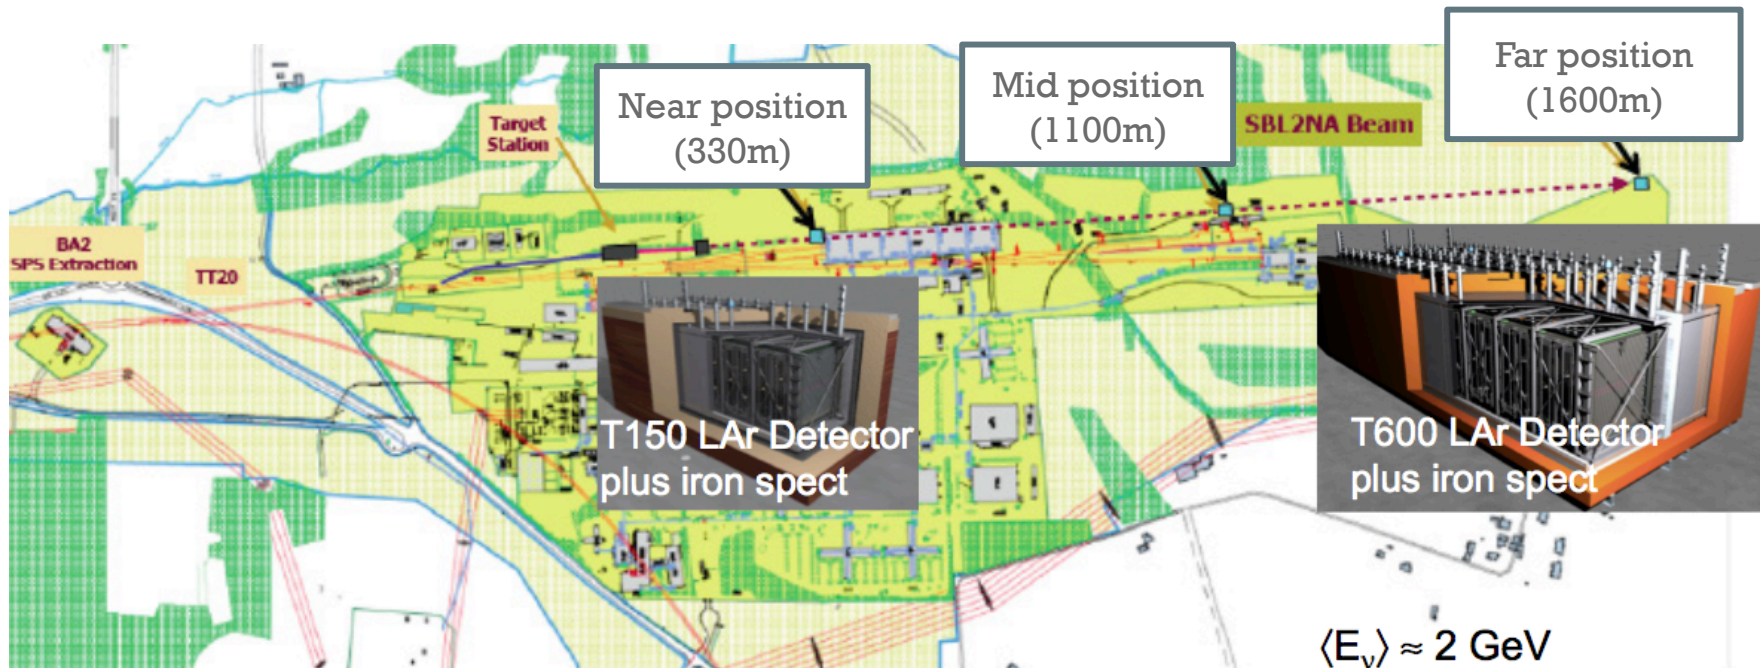 Near position
(330m)
Mid position
(1100m)
Far position
(1600m)
Target
Station
SBL2NA Beam
BA2
SPS Extraction
TT20
T150 LAr Detector
plus iron spect
T600 LAr Detector
plus iron spect
⟨Eν⟩ ≈ 2 GeV